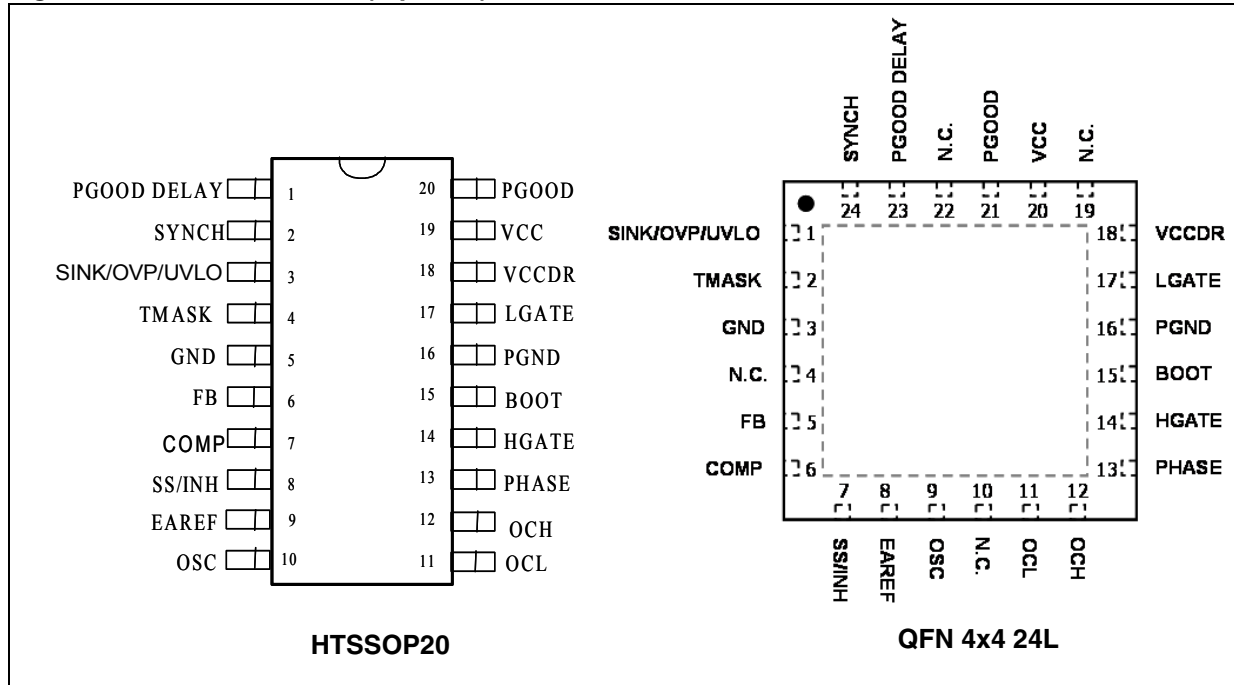 PGOOD DELAY 1 20 PGOOD
SYNCH 2 19 VCC
SINK/OVP/UVLO 3 18 VCCDR
TMASK 4 17 LGATE
GND 5 16 PGND
FB 6 15 BOOT
COMP 7 14 HGATE
SS/INH 8 13 PHASE
EAREF 9 12 OCH
OSC 10 11 OCL
HTSSOP20
SYNCH PGOOD DELAY N.C. PGOOD VCC N.C.
24 23 22 21 20 19
SINK/OVP/UVLO 1 18 VCCDR
TMASK 2 17 LGATE
GND 3 16 PGND
N.C. 4 15 BOOT
FB 5 14 HGATE
COMP 6 13 PHASE
7 8 9 10 11 12
SS/INH EAREF OSC N.C. OCL OCH
QFN 4x4 24L